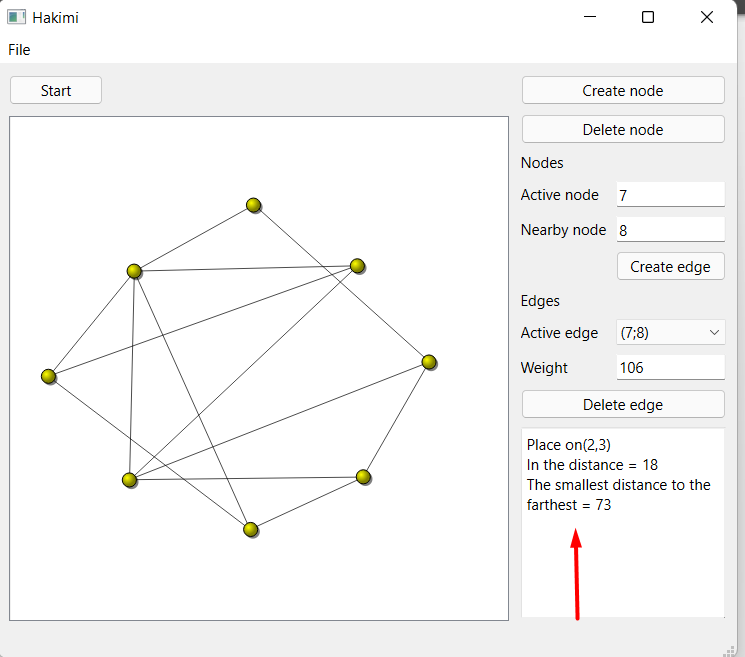 Hakimi
File
Start
Create node
Delete node
Nodes
Active node 7
Nearby node 8
Create edge
Edges
Active edge (7;8)
Weight 106
Delete edge
Place on(2,3)
In the distance = 18
The smallest distance to the
farthest = 73